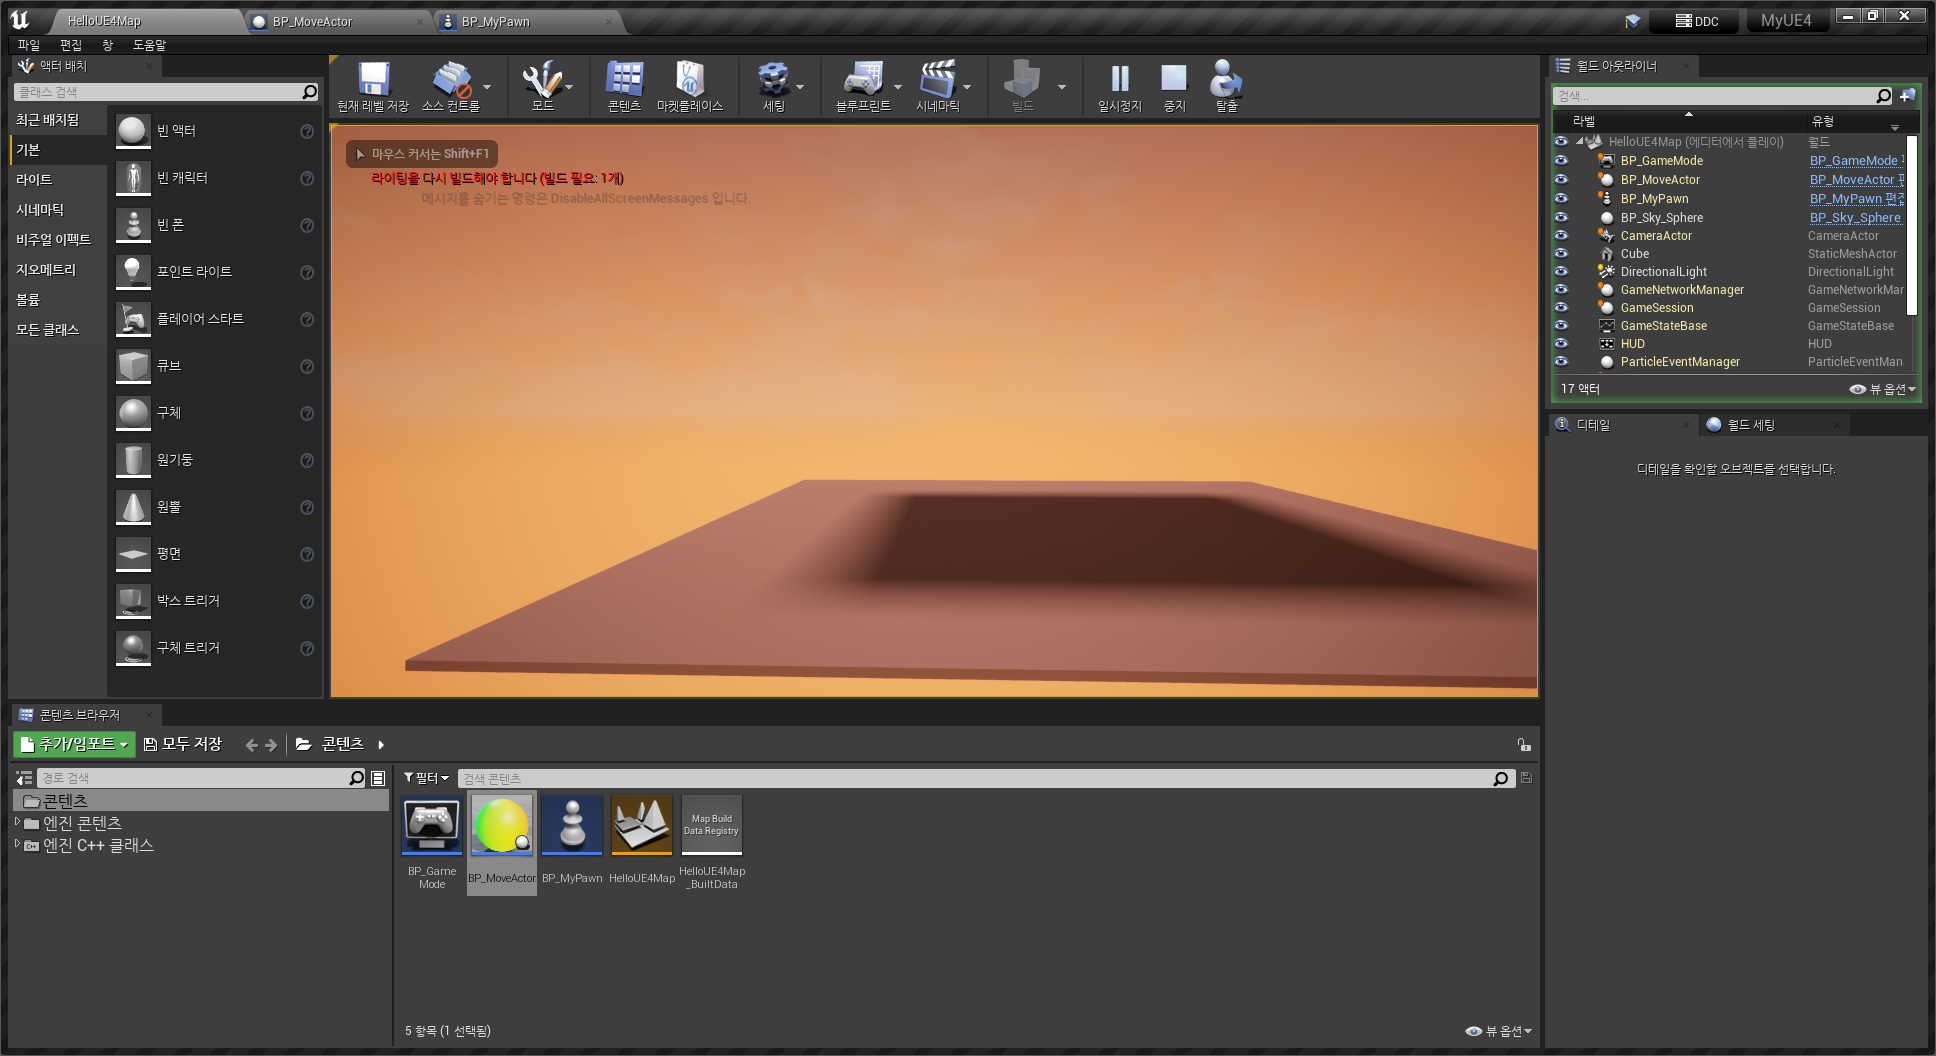 HelloUE4Map
BP_MoveActor
BP_MyPawn
DDC
MyUE4
파일 편집 창 도움말
액터 배치
클래스 검색
최근 배치됨
기본
라이트
시네마틱
비주얼 이펙트
지오메트리
볼륨
모든 클래스
빈 액터
빈 캐릭터
빈 폰
포인트 라이트
플레이어 스타트
큐브
구체
원기둥
원뿔
평면
박스 트리거
구체 트리거
현재 레벨 저장
소스 컨트롤
모드
콘텐츠
마켓플레이스
세팅
블루프린트
시네마틱
빌드
일시정지
중지
탈출
마우스 커서는 Shift+F1
라이팅을 다시 빌드해야 합니다 (빌드 필요: 1개)
메시지를 숨기는 명령은 DisableAllScreenMessages 입니다.
월드 아웃라이너
검색...
라벨 유형
HelloUE4Map (에디터에서 플레이) 월드
BP_GameMode BP_GameMode
BP_MoveActor BP_MoveActor
BP_MyPawn BP_MyPawn 편집
BP_Sky_Sphere BP_Sky_Sphere
CameraActor CameraActor
Cube StaticMeshActor
DirectionalLight DirectionalLight
GameNetworkManager GameNetworkMar
GameSession GameSession
GameStateBase GameStateBase
HUD HUD
ParticleEventManager ParticleEventMan
17 액터
뷰 옵션
디테일
월드 세팅
디테일을 확인할 오브젝트를 선택합니다.
콘텐츠 브라우저
추가/임포트
모두 저장
콘텐츠
경로 검색
콘텐츠
엔진 콘텐츠
엔진 C++ 클래스
필터
검색 콘텐츠
Map Build
Data Registry
BP_Game
Mode
BP_MoveActor
BP_MyPawn
HelloUE4Map
HelloUE4Map
_BuiltData
5 항목 (1 선택됨)
뷰 옵션